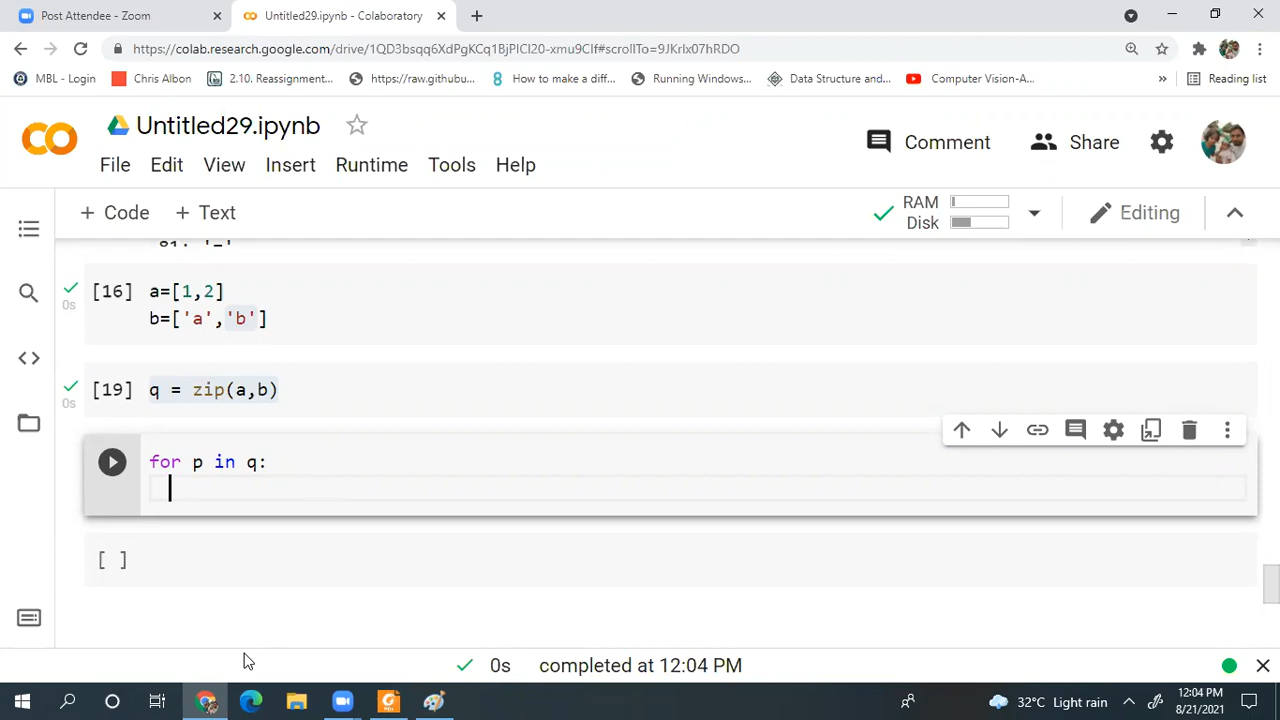 Post Attendee - Zoom
Untitled29.ipynb - Colaboratory
https://colab.research.google.com/drive/1QD3bsqq6XdPgKCq1BjPlCl20-xmu9Clf#scrollTo=9JKrIx07hRDO
MBL - Login
Chris Albon
2.10. Reassignment...
https://raw.githubu...
How to make a diff...
Running Windows...
Data Structure and...
Computer Vision-A...
»
Reading list
Untitled29.ipynb
Comment
Share
File Edit View Insert Runtime Tools Help
+ Code + Text
RAM
Disk
Editing
[16] a=[1,2]
0s
b=['a','b']
[19] q = zip(a,b)
0s
for p in q:
[ ]
0s completed at 12:04 PM
32°C Light rain
12:04 PM
8/21/2021